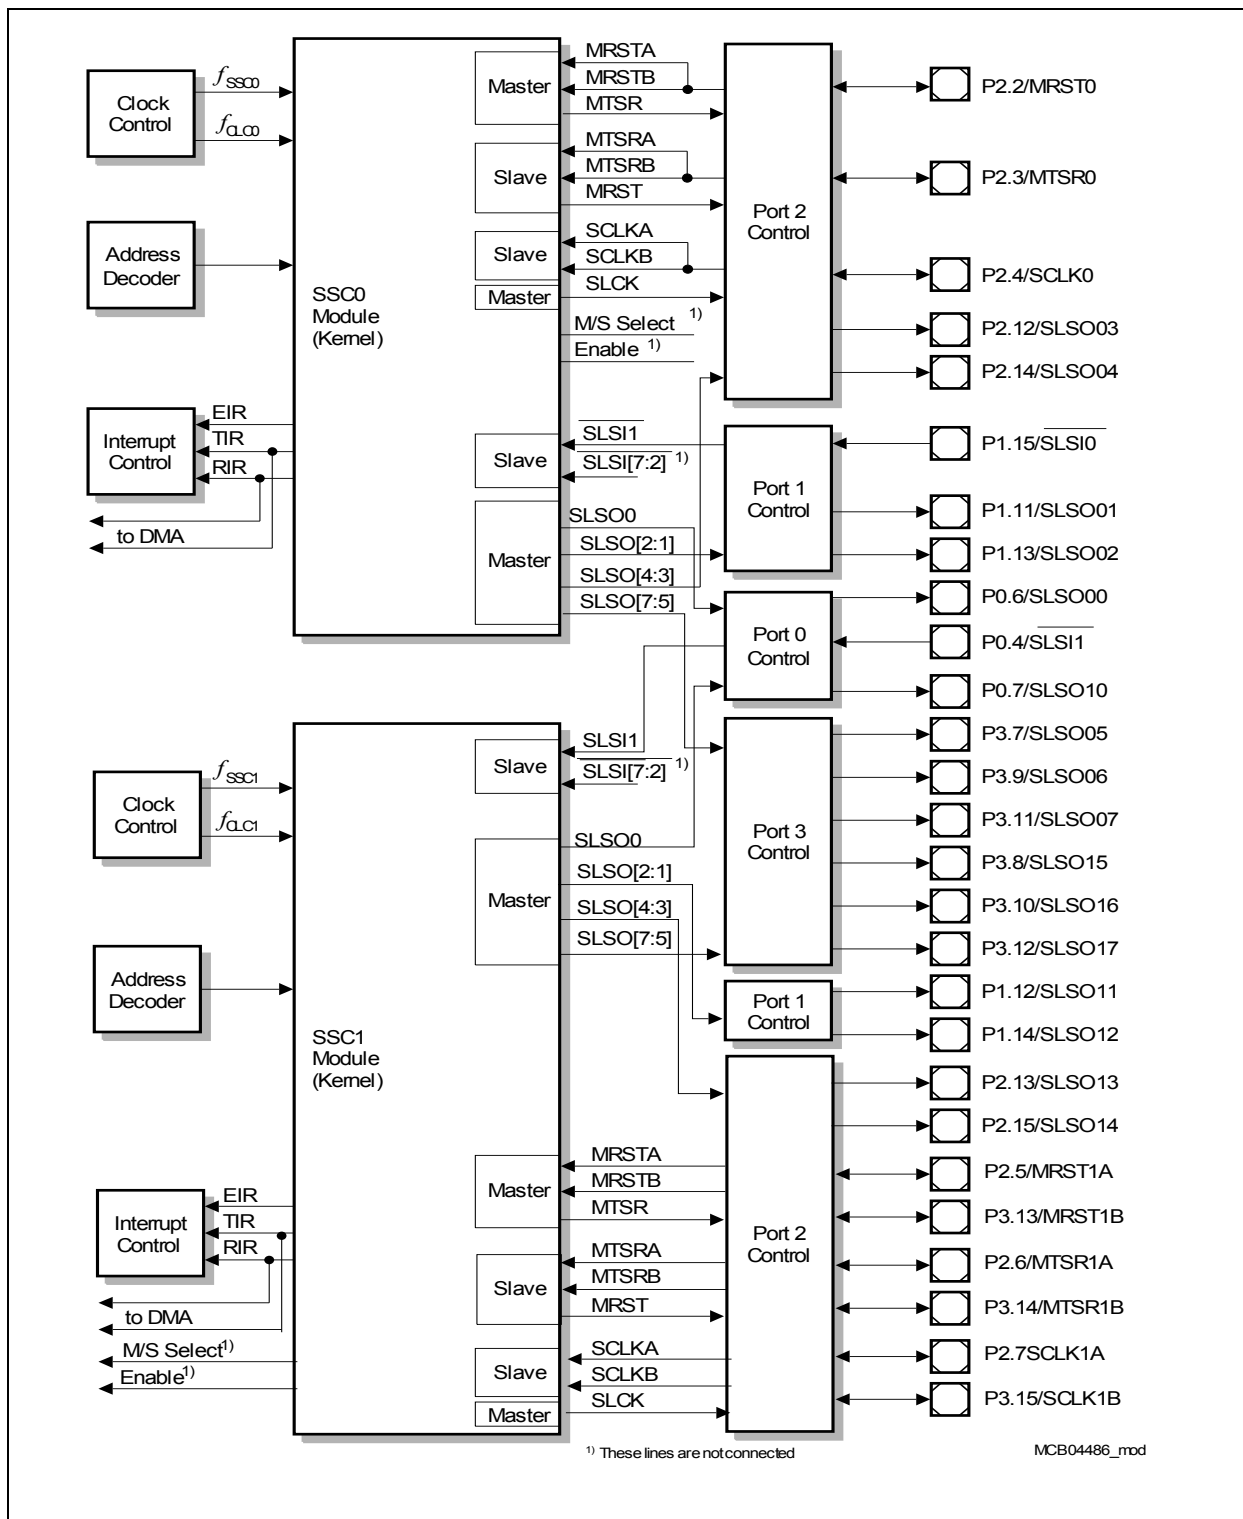 Clock
Control
fSSC0
fCLC0
Address
Decoder
Interrupt
Control
EIR
TIR
RIR
to DMA
SSC0
Module
(Kernel)
Master
Slave
Slave
Master
Slave
Master
MRSTA
MRSTB
MTSR
MTSRA
MTSRB
MRST
SCLKA
SCLKB
SLCK
M/S Select 1)
Enable 1)
SLSI1
SLSI[7:2] 1)
SLSO0
SLSO[2:1]
SLSO[4:3]
SLSO[7:5]
Port 2
Control
Port 1
Control
Port 0
Control
Port 3
Control
Port 1
Control
Port 2
Control
P2.2/MRST0
P2.3/MTSR0
P2.4/SCLK0
P2.12/SLSO03
P2.14/SLSO04
P1.15/SLSI0
P1.11/SLSO01
P1.13/SLSO02
P0.6/SLSO00
P0.4/SLSI1
P0.7/SLSO10
P3.7/SLSO05
P3.9/SLSO06
P3.11/SLSO07
P3.8/SLSO15
P3.10/SLSO16
P3.12/SLSO17
P1.12/SLSO11
P1.14/SLSO12
P2.13/SLSO13
P2.15/SLSO14
P2.5/MRST1A
P3.13/MRST1B
P2.6/MTSR1A
P3.14/MTSR1B
P2.7SCLK1A
P3.15/SCLK1B
Clock
Control
fSSC1
fCLC1
Address
Decoder
Interrupt
Control
EIR
TIR
RIR
to DMA
M/S Select1)
Enable1)
SSC1
Module
(Kernel)
Slave
Master
Master
Slave
Slave
Master
SLSI1
SLSI[7:2] 1)
SLSO0
SLSO[2:1]
SLSO[4:3]
SLSO[7:5]
MRSTA
MRSTB
MTSR
MTSRA
MTSRB
MRST
SCLKA
SCLKB
SLCK
1) These lines are not connected
MCB04486_mod